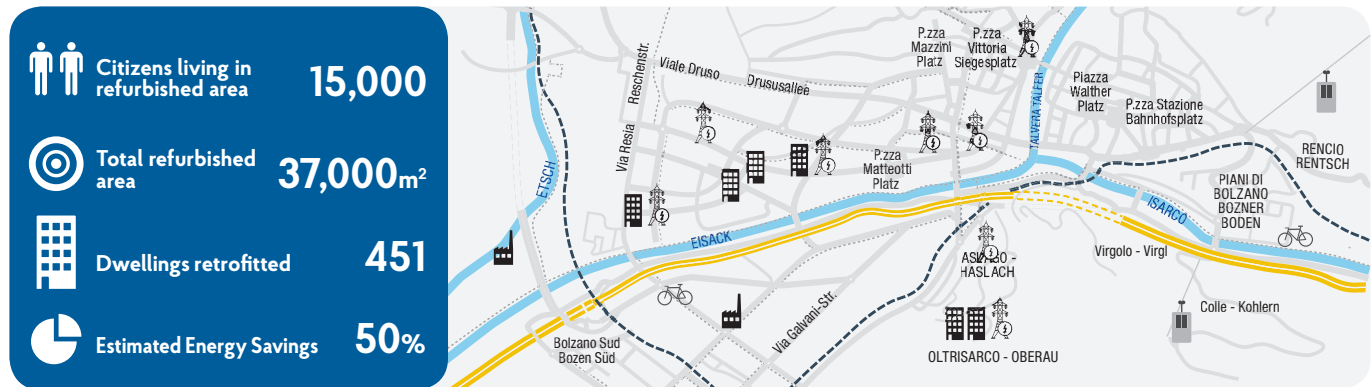 Citizens living in
refurbished area
15,000
Total refurbished
area
37,000m²
Dwellings retrofitted
451
Estimated Energy Savings
50%
ETSCH
Reschenstr.
Via Resia
Viale Druso
Drususallee
P.zza
Mazzini
Platz
P.zza
Vittoria
Siegesplatz
TALVERA TALFER
Piazza
Walther
Platz
P.zza Stazione
Bahnhofsplatz
RENCIO
RENTSCH
P.zza
Matteotti
Platz
PIANI DI
BOLZANO
BOZNER
BODEN
ISARCO
EISACK
HASLACH
Virgolo - Virgl
Colle - Kohlern
Via Galvani-Str.
Bolzano Sud
Bozen Süd
OLTRISARCO - OBERAU